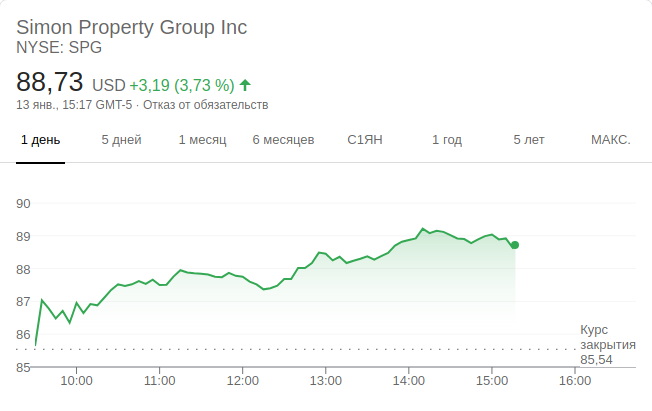 Simon Property Group Inc
NYSE: SPG
88,73 USD +3,19 (3,73 %)
13 янв., 15:17 GMT-5 · Отказ от обязательств
1 день 5 дней 1 месяц 6 месяцев С1ЯН 1 год 5 лет МАКС.
90
89
88
87
86
85
Курс
закрытия
85,54
10:00 11:00 12:00 13:00 14:00 15:00 16:00